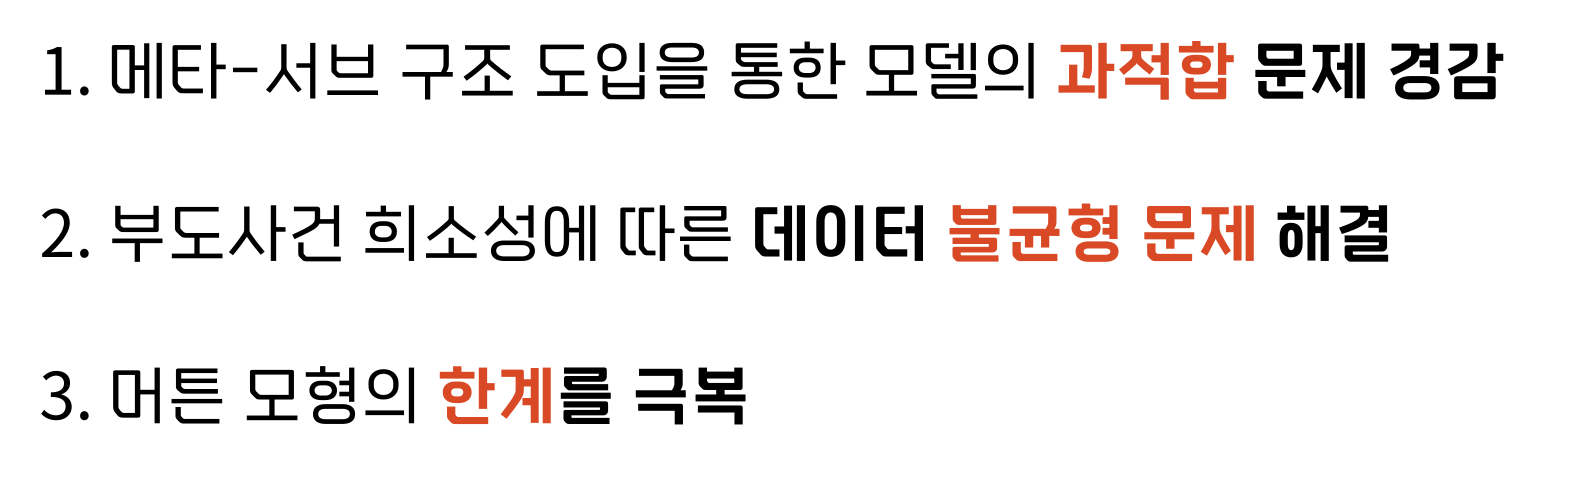 1. 메타-서브 구조 도입을 통한 모델의 과적합 문제 경감
2. 부도사건 희소성에 따른 데이터 불균형 문제 해결
3. 머튼 모형의 한계를 극복